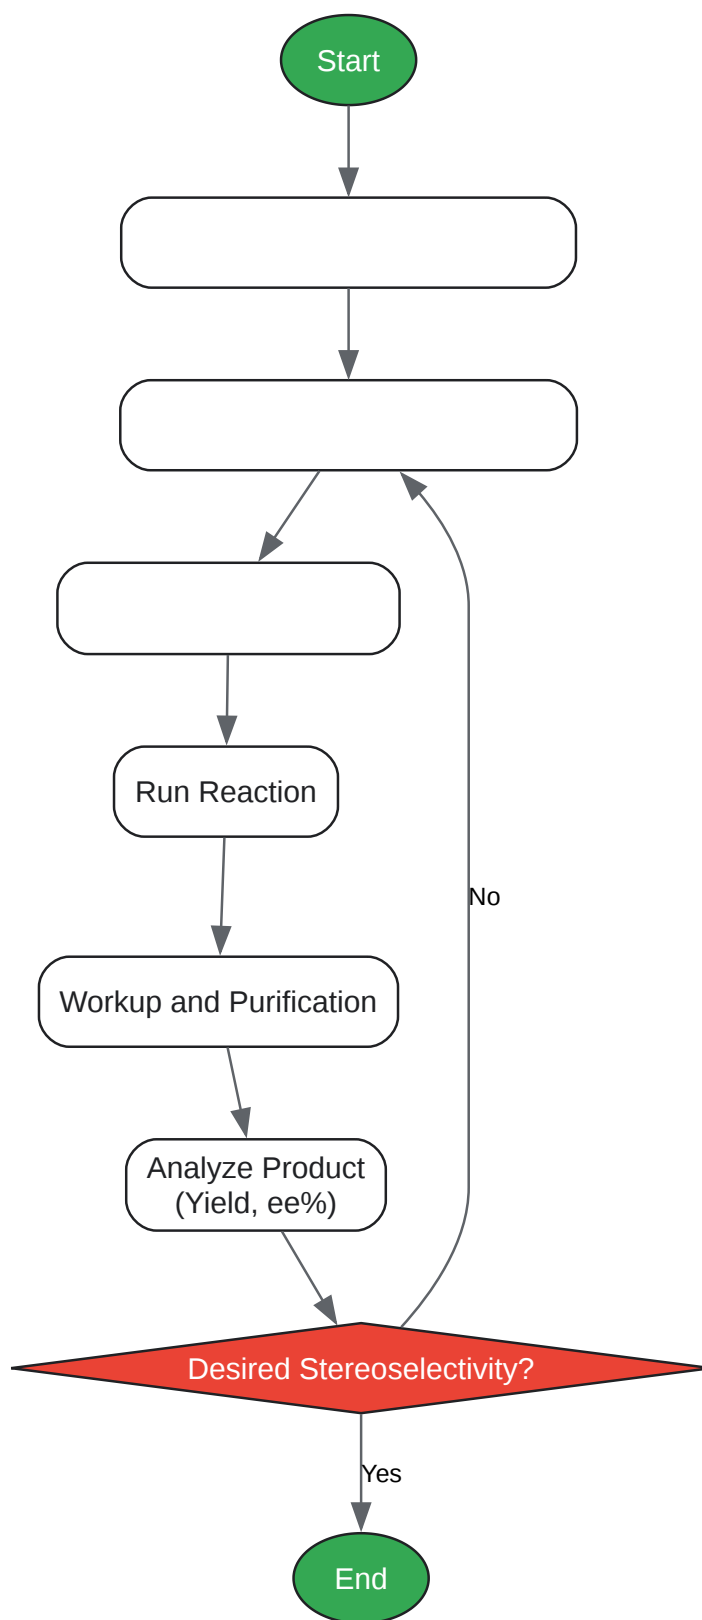 Start
Run Reaction
No
Workup and Purification
Analyze Product
(Yield, ee%)
Desired Stereoselectivity?
Yes
End